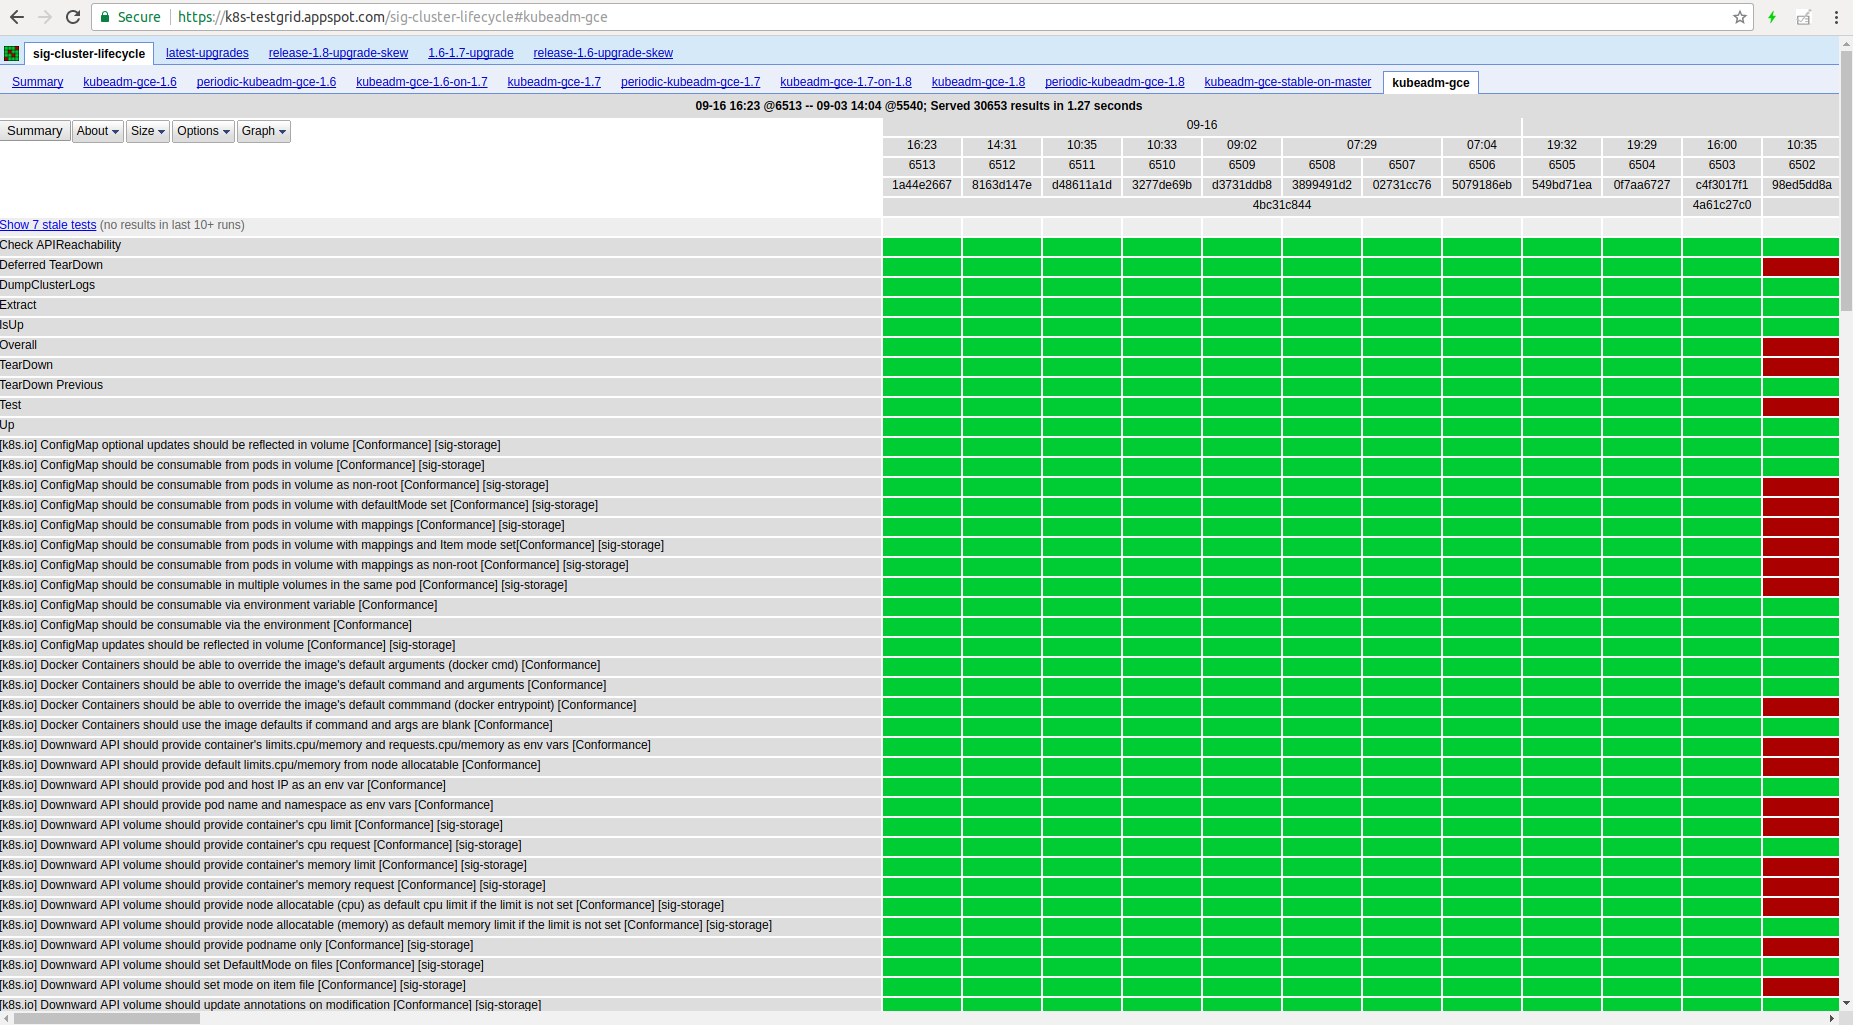 Secure https://k8s-testgrid.appspot.com/sig-cluster-lifecycle#kubeadm-gce
sig-cluster-lifecycle latest-upgrades release-1.8-upgrade-skew 1.6-1.7-upgrade release-1.6-upgrade-skew
Summary kubeadm-gce-1.6 periodic-kubeadm-gce-1.6 kubeadm-gce-1.6-on-1.7 kubeadm-gce-1.7 periodic-kubeadm-gce-1.7 kubeadm-gce-1.7-on-1.8 kubeadm-gce-1.8 periodic-kubeadm-gce-1.8 kubeadm-gce-stable-on-master kubeadm-gce
09-16 16:23 @6513 -- 09-03 14:04 @5540; Served 30653 results in 1.27 seconds
Summary About Size Options Graph
09-16
16:23 14:31 10:35 10:33 09:02 07:29 07:04 19:32 19:29 16:00 10:35
6513 6512 6511 6510 6509 6508 6507 6506 6505 6504 6503 6502
1a44e2667 8163d147e d48611a1d 3277de69b d3731ddb8 3899491d2 02731cc76 5079186eb 549bd71ea 0f7aa6727 c4f3017f1 98ed5dd8a
4bc31c844 4a61c27c0
Show 7 stale tests (no results in last 10+ runs)
Check APIReachability
Deferred TearDown
DumpClusterLogs
Extract
IsUp
Overall
TearDown
TearDown Previous
Test
Up
[k8s.io] ConfigMap optional updates should be reflected in volume [Conformance] [sig-storage]
[k8s.io] ConfigMap should be consumable from pods in volume [Conformance] [sig-storage]
[k8s.io] ConfigMap should be consumable from pods in volume as non-root [Conformance] [sig-storage]
[k8s.io] ConfigMap should be consumable from pods in volume with defaultMode set [Conformance] [sig-storage]
[k8s.io] ConfigMap should be consumable from pods in volume with mappings [Conformance] [sig-storage]
[k8s.io] ConfigMap should be consumable from pods in volume with mappings and Item mode set[Conformance] [sig-storage]
[k8s.io] ConfigMap should be consumable from pods in volume with mappings as non-root [Conformance] [sig-storage]
[k8s.io] ConfigMap should be consumable in multiple volumes in the same pod [Conformance] [sig-storage]
[k8s.io] ConfigMap should be consumable via environment variable [Conformance]
[k8s.io] ConfigMap should be consumable via the environment [Conformance]
[k8s.io] ConfigMap updates should be reflected in volume [Conformance] [sig-storage]
[k8s.io] Docker Containers should be able to override the image's default arguments (docker cmd) [Conformance]
[k8s.io] Docker Containers should be able to override the image's default command and arguments [Conformance]
[k8s.io] Docker Containers should be able to override the image's default commmand (docker entrypoint) [Conformance]
[k8s.io] Docker Containers should use the image defaults if command and args are blank [Conformance]
[k8s.io] Downward API should provide container's limits.cpu/memory and requests.cpu/memory as env vars [Conformance]
[k8s.io] Downward API should provide default limits.cpu/memory from node allocatable [Conformance]
[k8s.io] Downward API should provide pod and host IP as an env var [Conformance]
[k8s.io] Downward API should provide pod name and namespace as env vars [Conformance]
[k8s.io] Downward API volume should provide container's cpu limit [Conformance] [sig-storage]
[k8s.io] Downward API volume should provide container's cpu request [Conformance] [sig-storage]
[k8s.io] Downward API volume should provide container's memory limit [Conformance] [sig-storage]
[k8s.io] Downward API volume should provide container's memory request [Conformance] [sig-storage]
[k8s.io] Downward API volume should provide node allocatable (cpu) as default cpu limit if the limit is not set [Conformance] [sig-storage]
[k8s.io] Downward API volume should provide node allocatable (memory) as default memory limit if the limit is not set [Conformance] [sig-storage]
[k8s.io] Downward API volume should provide podname only [Conformance] [sig-storage]
[k8s.io] Downward API volume should set DefaultMode on files [Conformance] [sig-storage]
[k8s.io] Downward API volume should set mode on item file [Conformance] [sig-storage]
[k8s.io] Downward API volume should update annotations on modification [Conformance] [sig-storage]